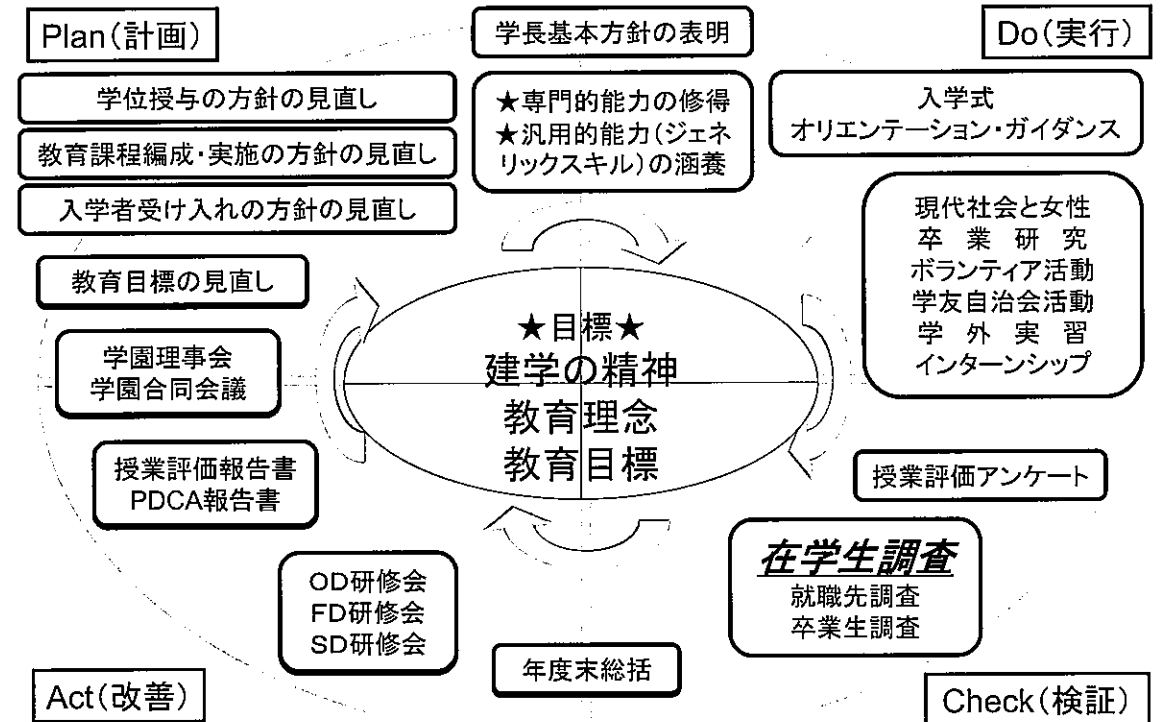 Plan(計画)
学長基本方針の表明
Do(実行)
学位授与の方針の見直し
教育課程編成・実施の方針の見直し
入学者受け入れの方針の見直し
教育目標の見直し
学園理事会
学園合同会議
授業評価報告書
PDCA報告書
★専門的能力の修得
★汎用的能力(ジェネ
リックスキル)の涵養
入学式
オリエンテーション・ガイダンス
現代社会と女性
卒業研究
ボランティア活動
学友自治会活動
学外実習
インターンシップ
★目標★
建学の精神
教育理念
教育目標
授業評価アンケート
在学生調査
就職先調査
卒業生調査
OD研修会
FD研修会
SD研修会
年度末総括
Act(改善)
Check(検証)